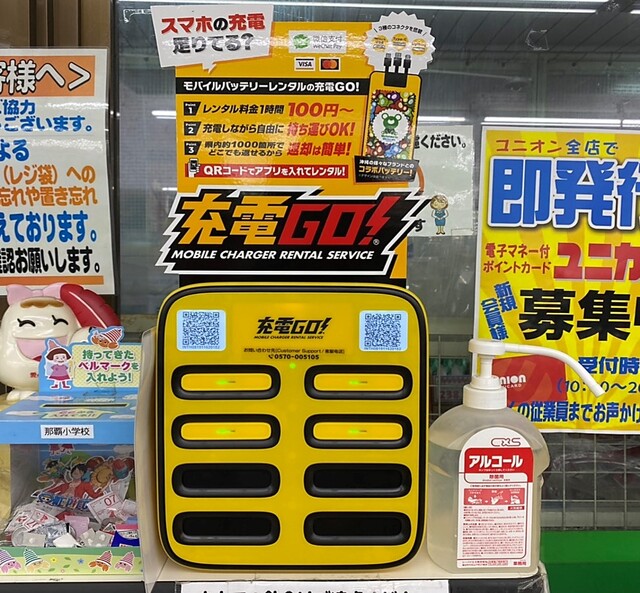 様へ>
協力
ございます。
よる
（レジ袋）への
忘れや置き忘れ
えております。
認お願いします。
スマホの充電
足りてる?
微信支付
WeChat Pay
VISA
モバイルバッテリーレンタルの充電GO!
1 レンタル料金1時間 100円～
2 充電しながら自由に 持ち運びOK!
3 県内約1000箇所で どこでも返せるから 返却は簡単!
QRコードでアプリを入れてレンタル!
沖縄の様々なブランドとの
コラボバッテリー!
ください。
充電GO!
MOBILE CHARGER RENTAL SERVICE
充電GO!
MOBILE CHARGER RENTAL SERVICE
0570-005105
持ってきた
ベルマークを
入れよう!
那覇小学校
ユニオン全店で
即発行
電子マネー付
ポイントカード
ユニカ
新規会員様
募集
受付時
(10:00～2
の従業員までお声か
union
CXS
アルコール